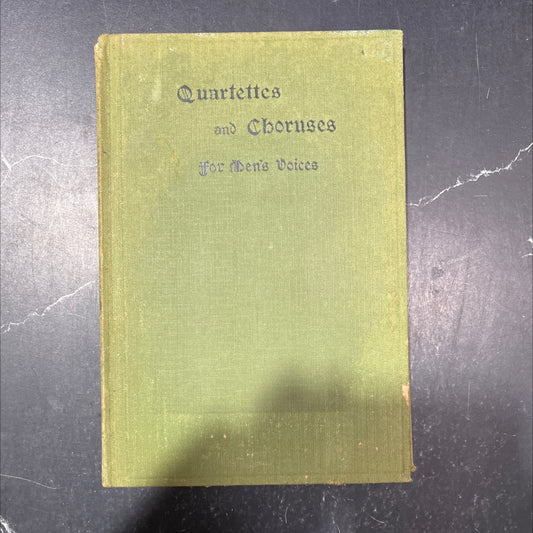 Quartettes
and Choruses
For Men's Voices